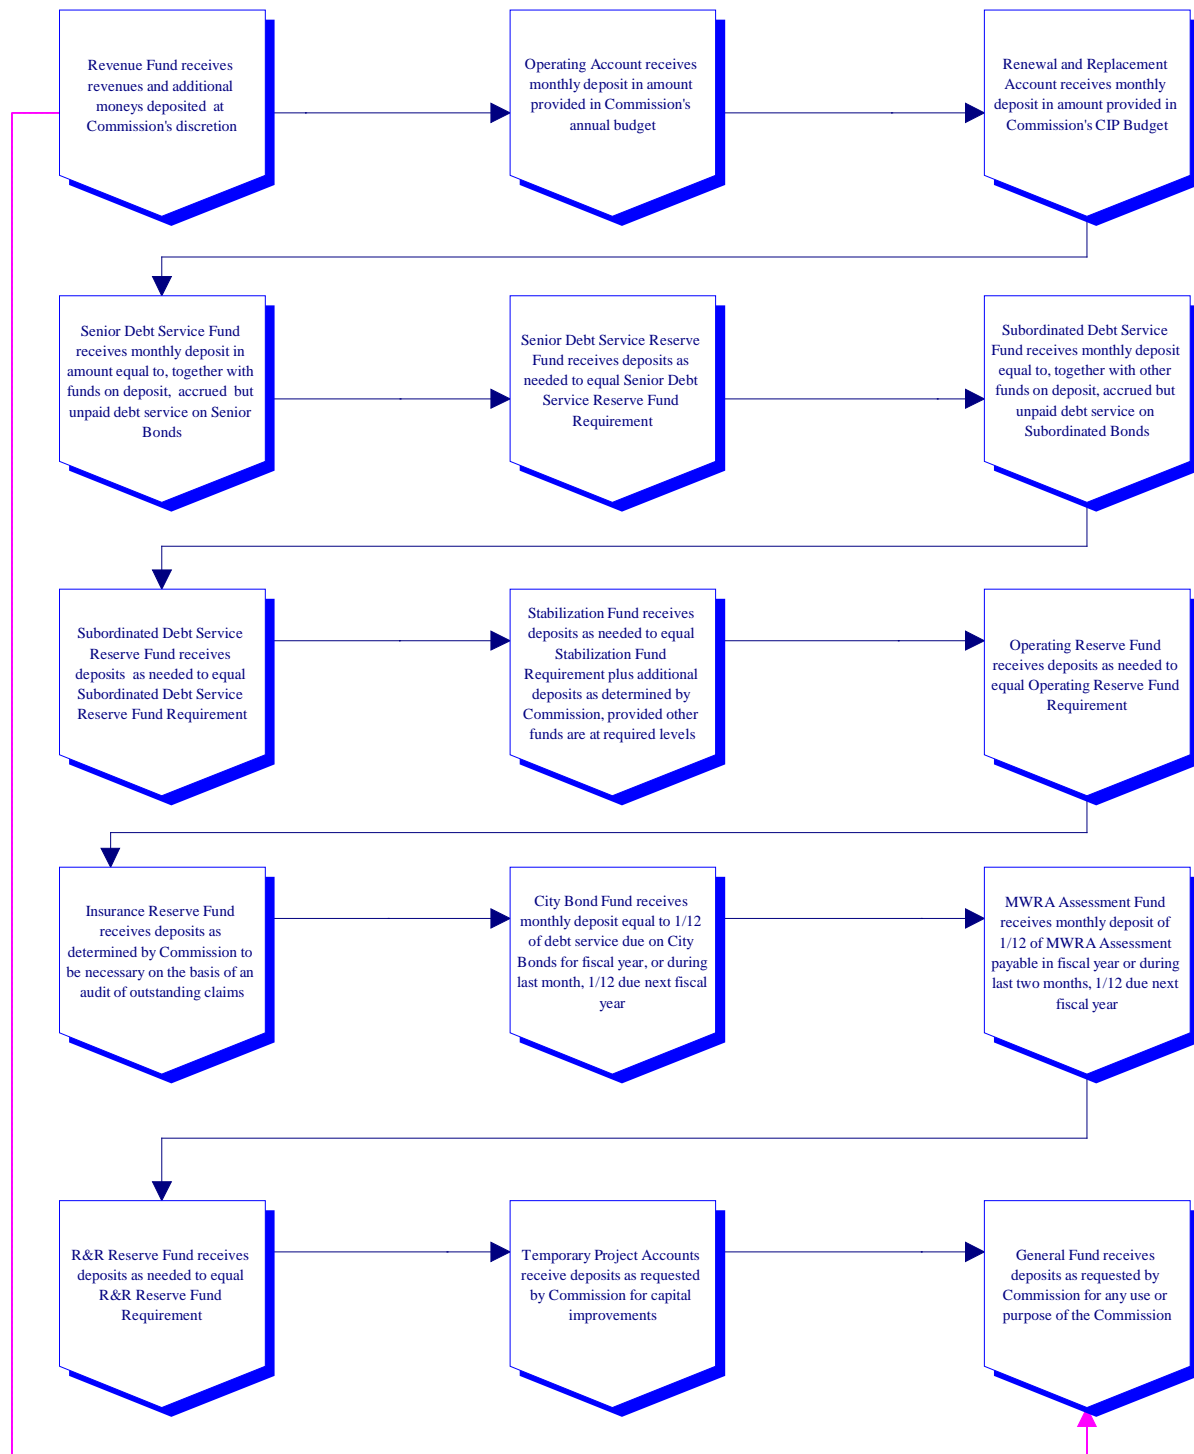 Revenue Fund receives
revenues and additional
moneys deposited at
Commission's discretion
Operating Account receives
monthly deposit in amount
provided in Commission's
annual budget
Renewal and Replacement
Account receives monthly
deposit in amount provided in
Commission's CIP Budget
Senior Debt Service Fund
receives monthly deposit in
amount equal to, together with
funds on deposit, accrued but
unpaid debt service on Senior
Bonds
Senior Debt Service Reserve
Fund receives deposits as
needed to equal Senior Debt
Service Reserve Fund
Requirement
Subordinated Debt Service
Fund receives monthly deposit
equal to, together with other
funds on deposit, accrued but
unpaid debt service on
Subordinated Bonds
Subordinated Debt Service
Reserve Fund receives
deposits as needed to equal
Subordinated Debt Service
Reserve Fund Requirement
Stabilization Fund receives
deposits as needed to equal
Stabilization Fund
Requirement plus additional
deposits as determined by
Commission, provided other
funds are at required levels
Operating Reserve Fund
receives deposits as needed to
equal Operating Reserve Fund
Requirement
Insurance Reserve Fund
receives deposits as
determined by Commission to
be necessary on the basis of an
audit of outstanding claims
City Bond Fund receives
monthly deposit equal to 1/12
of debt service due on City
Bonds for fiscal year, or during
last month, 1/12 due next fiscal
year
MWRA Assessment Fund
receives monthly deposit of
1/12 of MWRA Assessment
payable in fiscal year or during
last two months, 1/12 due next
fiscal year
R&R Reserve Fund receives
deposits as needed to equal
R&R Reserve Fund
Requirement
Temporary Project Accounts
receive deposits as requested
by Commission for capital
improvements
General Fund receives
deposits as requested by
Commission for any use or
purpose of the Commission